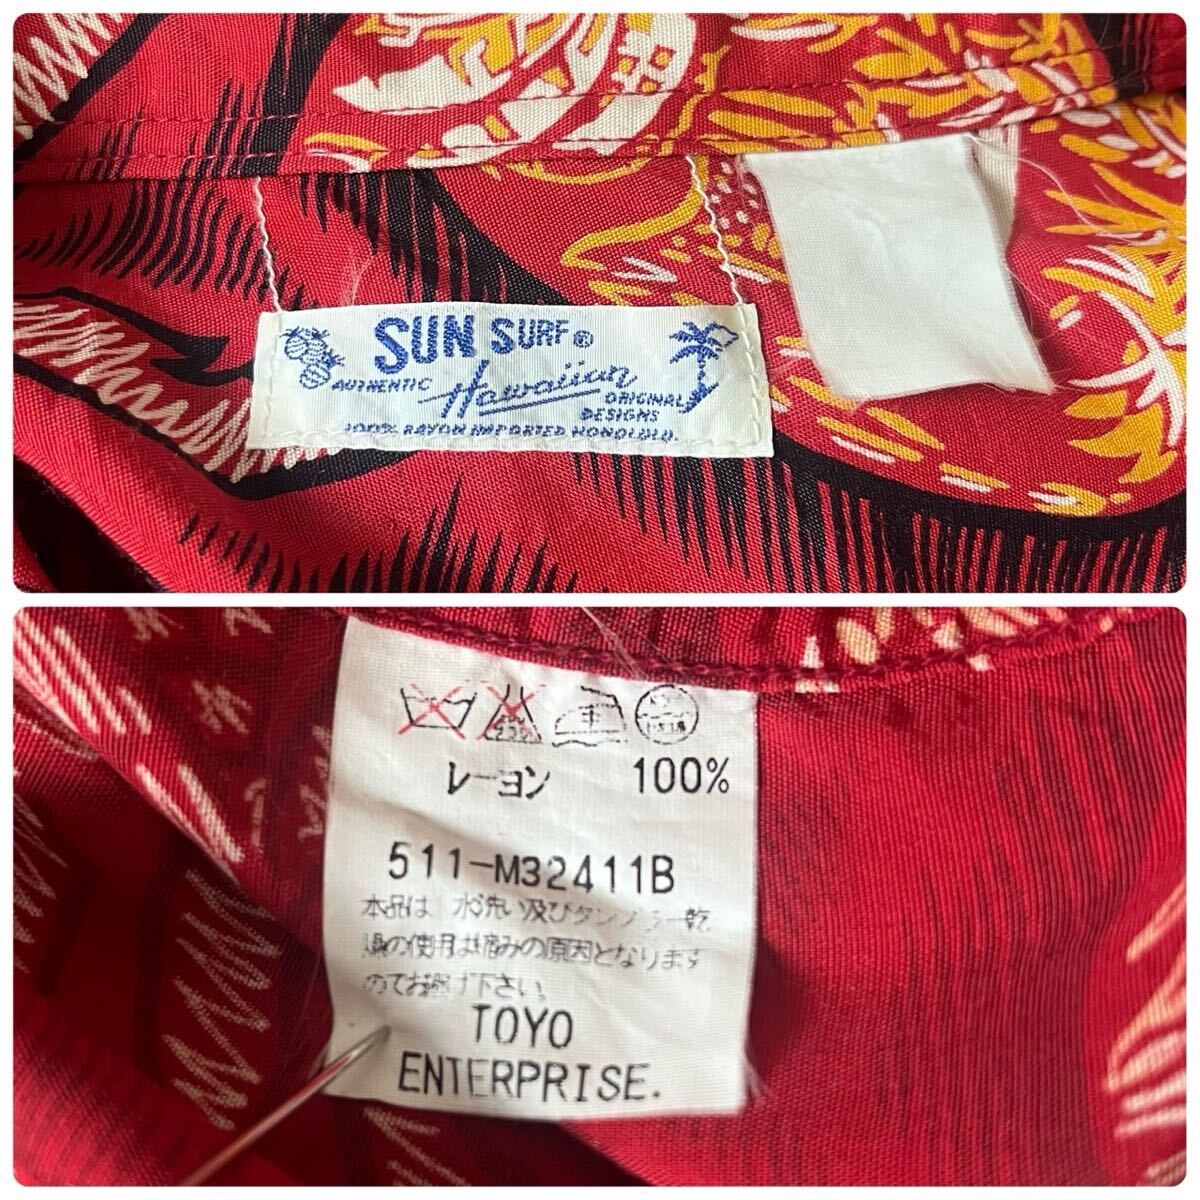 SUN SURF®
AUTHENTIC Hawaiian ORIGINAL
DESIGNS
100% RAYON IMPORTED HONOLULU.
レーヨン 100%
511-M32411B
本品は水洗い及びタンブラー乾
燥の使用は縮みの原因となります
のでお避け下さい。
TOYO
ENTERPRISE.